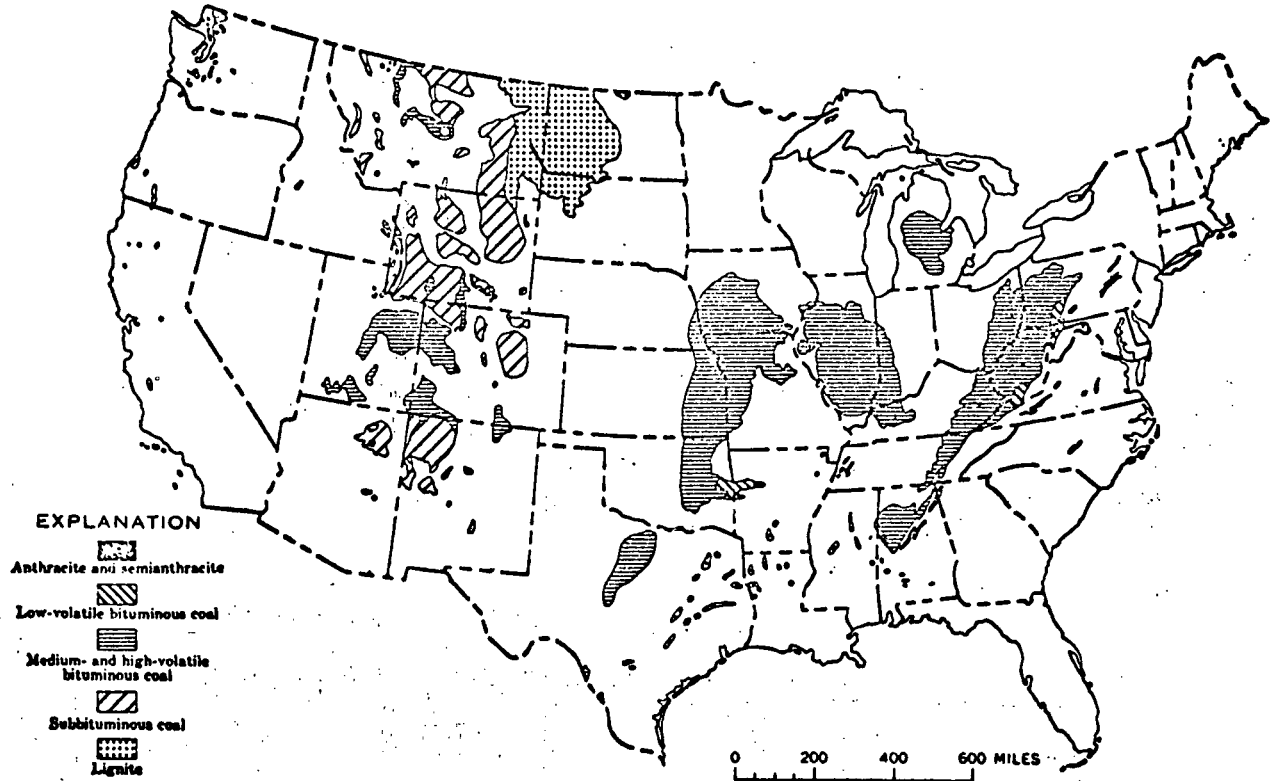 EXPLANATION
Anthracite and semianthracite
Low-volatile bituminous coal
Medium- and high-volatile
bituminous coal
Subbituminous coal
Lignite
0 200 400 600 MILES